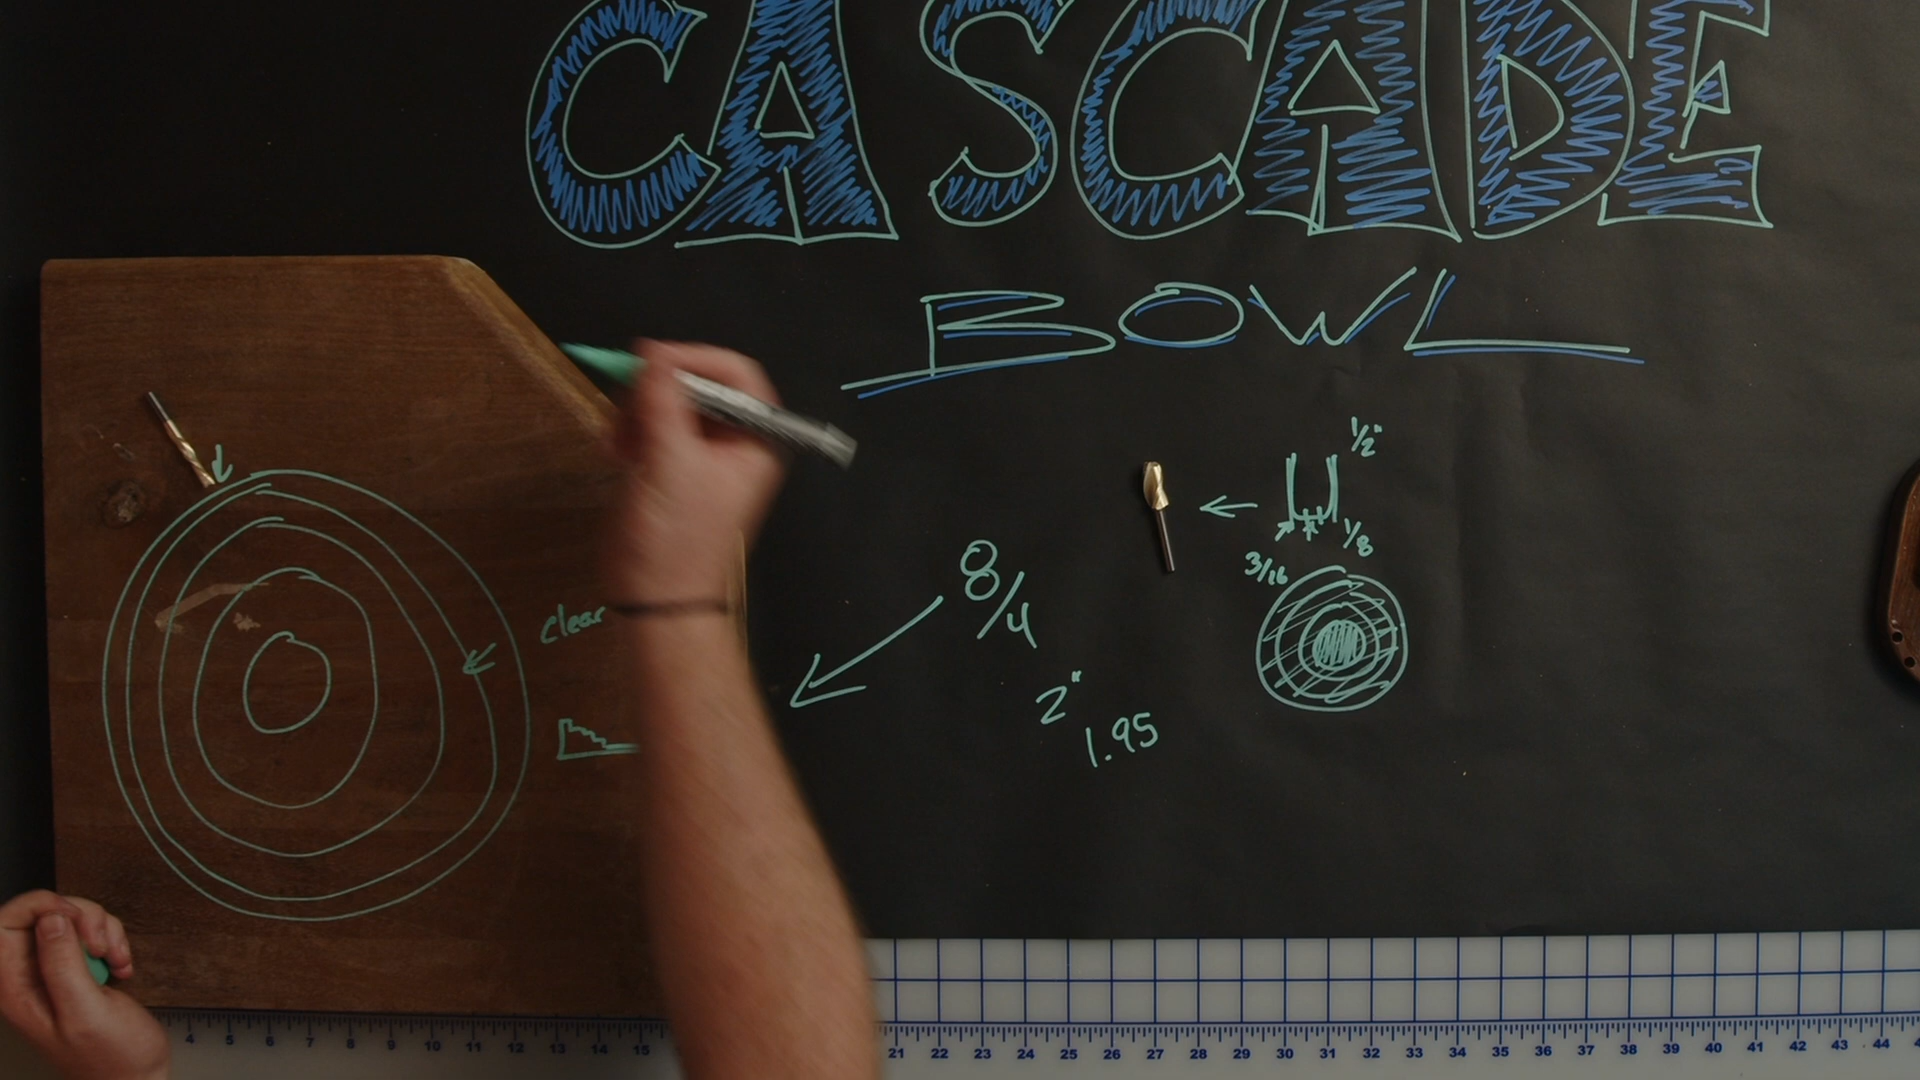 CASCADE
BOWL
1/2"
1/8
3/16
8/4
clear
2"
1.95
4 5 6 7 8 9 10 11 12 13 14 15 21 22 23 24 25 26 27 28 29 30 31 32 33 34 35 36 37 38 39 40 41 42 43 44